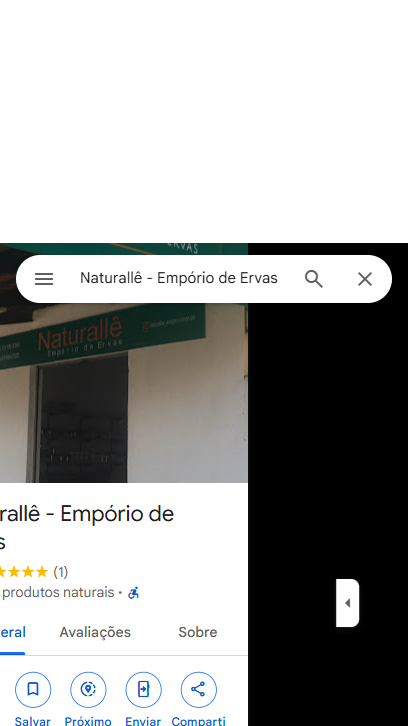 ERVAS
Naturallê - Empório de Ervas
Naturallê
Empório de Ervas
rallê - Empório de
s
(1)
produtos naturais •
eral Avaliações Sobre
Salvar Próximo Enviar Comparti